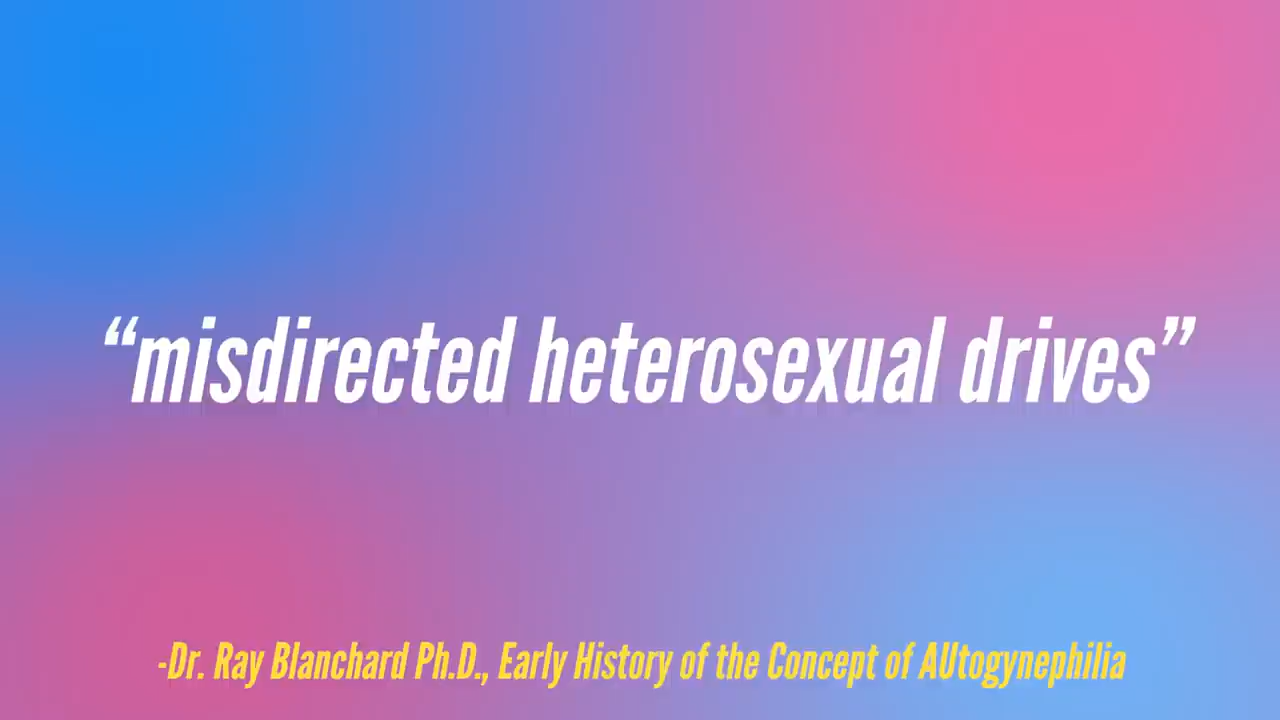 “misdirected heterosexual drives”
-Dr. Ray Blanchard Ph.D., Early History of the Concept of AUtogynephilia